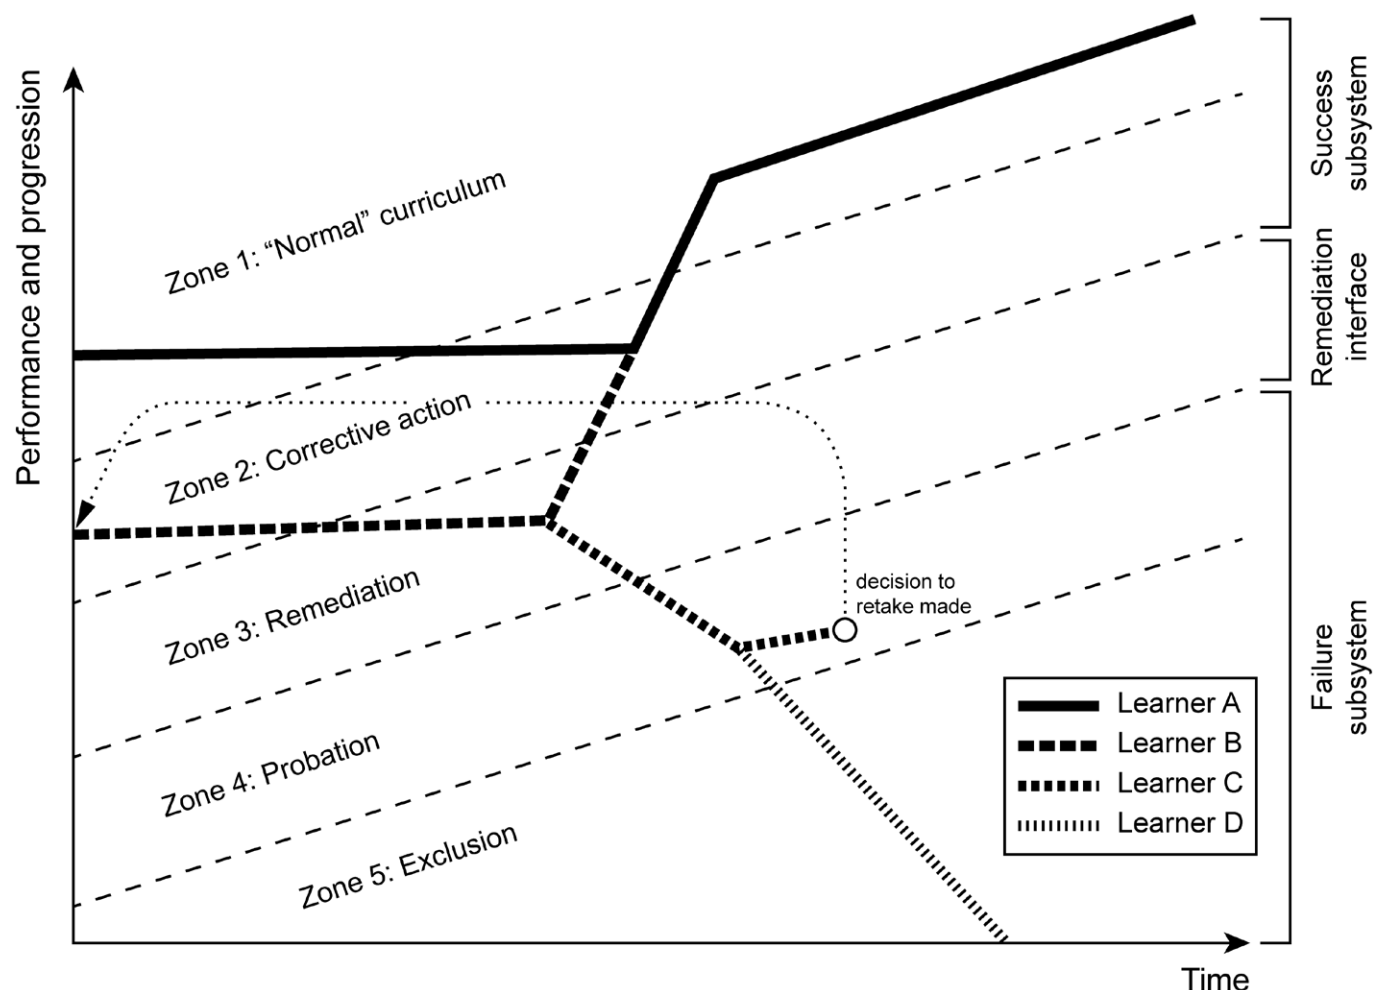 Performance and progression
Zone 1: “Normal” curriculum
Zone 2: Corrective action
Zone 3: Remediation
Zone 4: Probation
Zone 5: Exclusion
decision to
retake made
Success
subsystem
Remediation
interface
Failure
subsystem
Learner A
Learner B
Learner C
Learner D
Time